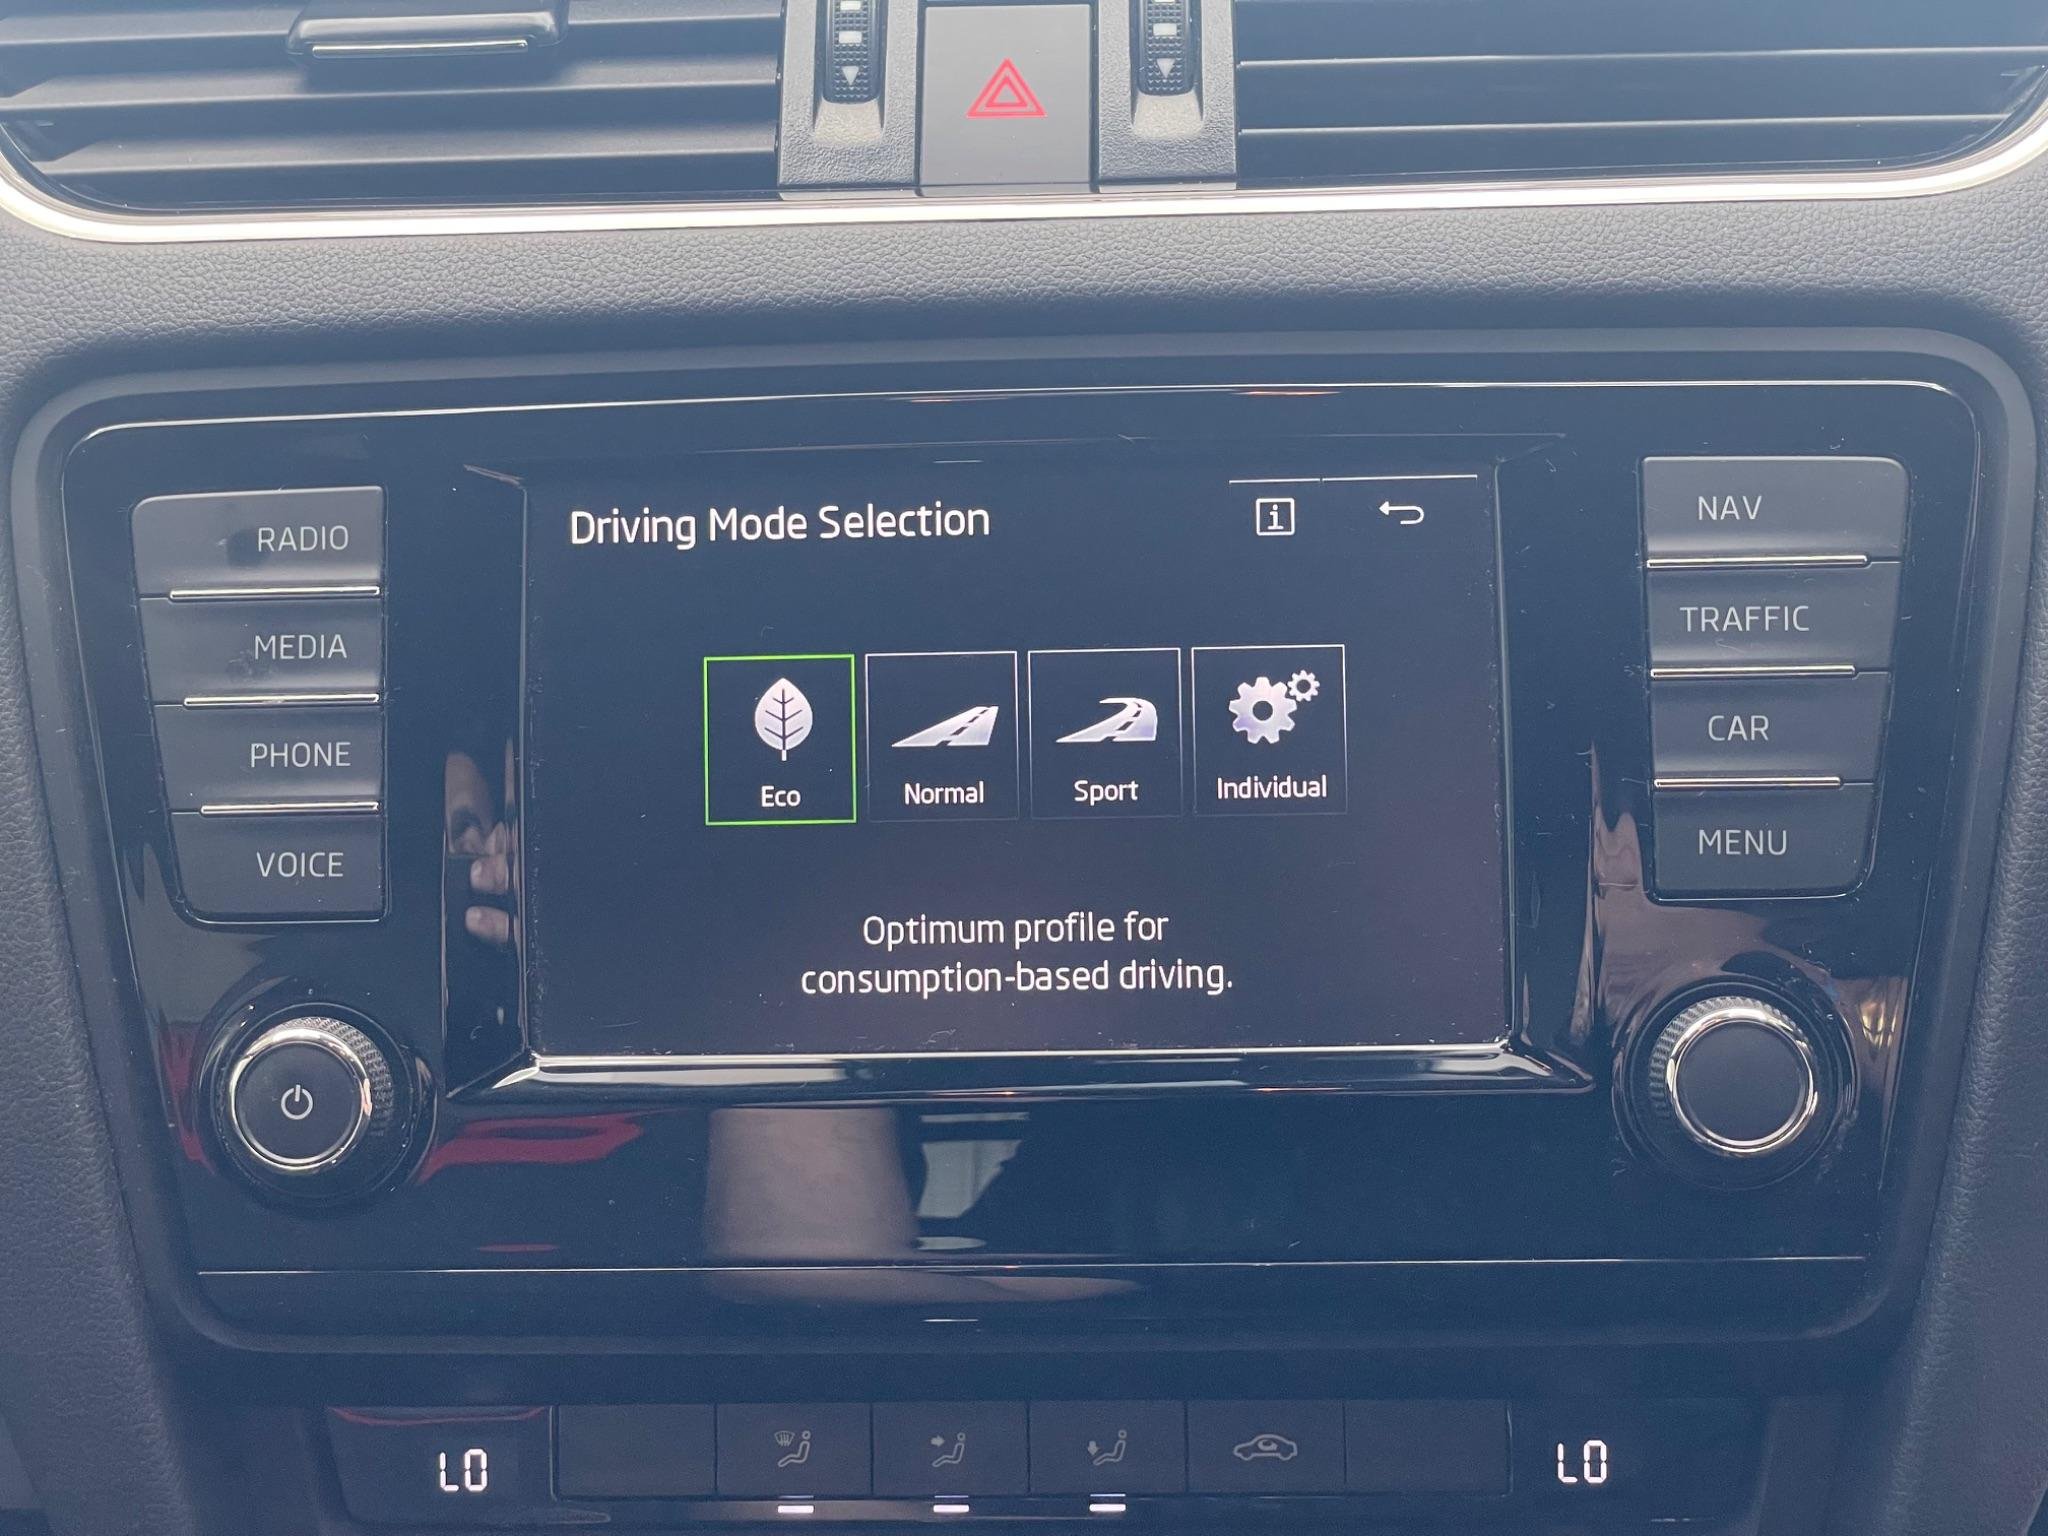 RADIO
MEDIA
PHONE
VOICE
Driving Mode Selection
i
Eco
Normal
Sport
Individual
Optimum profile for
consumption-based driving.
NAV
TRAFFIC
CAR
MENU
LO
LO